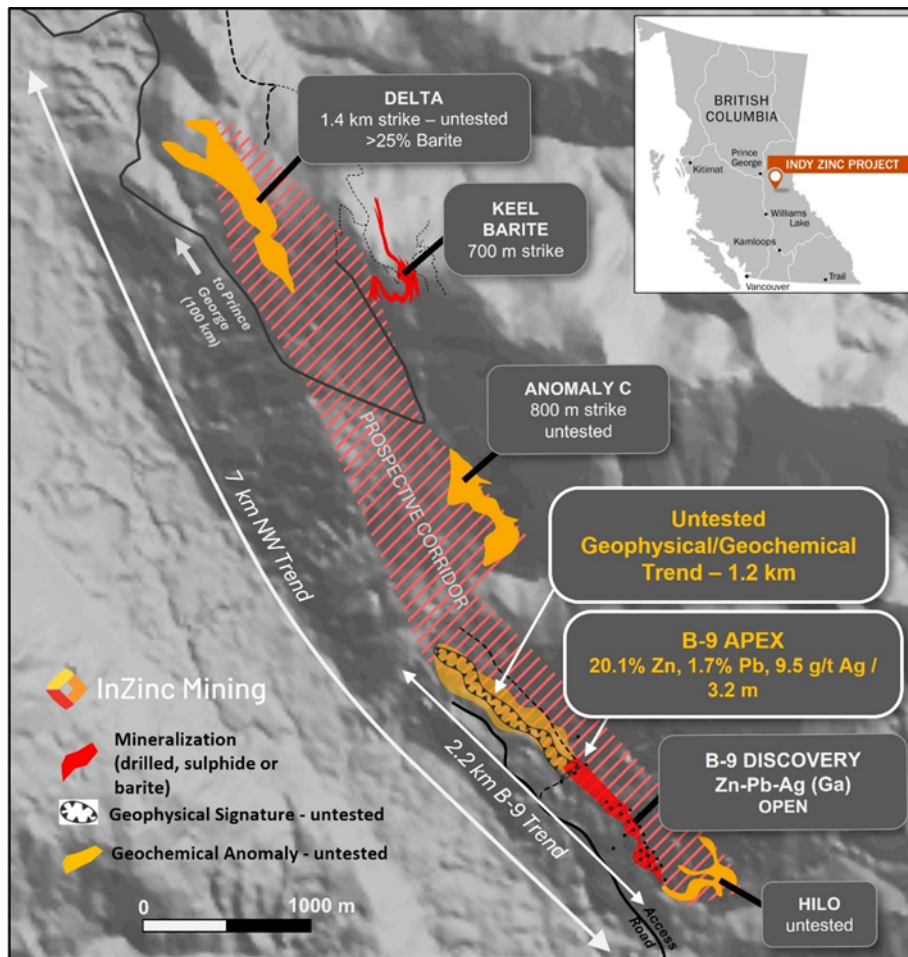 DELTA
1.4 km strike – untested
>25% Barite
KEEL
BARITE
700 m strike
to Prince
George
(100 km)
BRITISH
COLUMBIA
Prince
George
INDY ZINC PROJECT
Kitimat
Williams
Lake
Kamloops
Trail
Vancouver
ANOMALY C
800 m strike
untested
PROSPECTIVE CORRIDOR
7 km NW Trend
Untested
Geophysical/Geochemical
Trend – 1.2 km
B-9 APEX
20.1% Zn, 1.7% Pb, 9.5 g/t Ag /
3.2 m
2.2 km B-9 Trend
B-9 DISCOVERY
Zn-Pb-Ag (Ga)
OPEN
HILO
untested
Access
Road
InZinc Mining
Mineralization
(drilled, sulphide or
barite)
Geophysical Signature - untested
Geochemical Anomaly - untested
0 1000 m